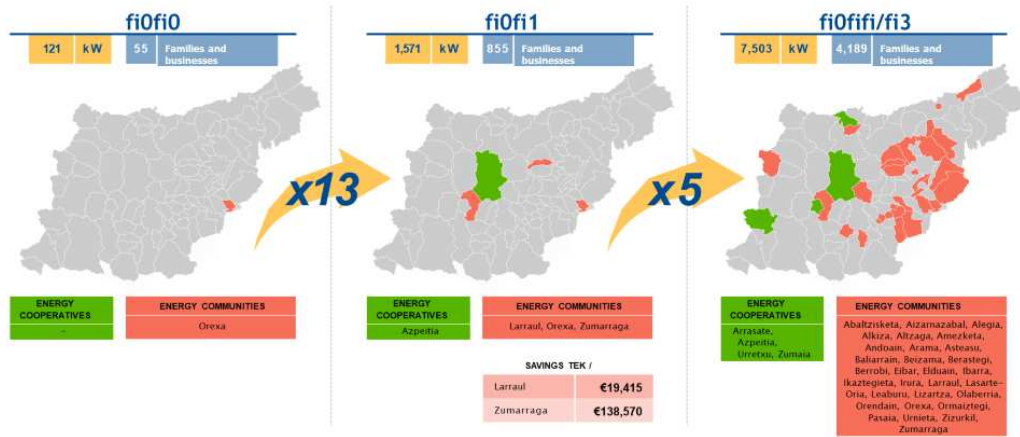 fi0fi0
121 kW 55 Families and businesses
fi0fi1
1,571 kW 855 Families and businesses
fi0fifi/fi3
7,503 kW 4,189 Families and businesses
x13
x5
ENERGY
COOPERATIVES
-
ENERGY COMMUNITIES
Orexa
ENERGY
COOPERATIVES
Azpeitia
ENERGY COMMUNITIES
Larraul, Orexa, Zumarraga
SAVINGS TEK /
Larraul €19,415
Zumarraga €138,570
ENERGY
COOPERATIVES
Arrasate,
Azpeitia,
Urretxu, Zumaia
ENERGY COMMUNITIES
Abaltzisketa, Aizarnazabal, Alegia,
Alkiza, Altzaga, Amezketa,
Andoain, Arama, Asteasu,
Baliarrain, Beizama, Berastegi,
Berrobi, Eibar, Elduain, Ibarra,
Ikaztegieta, Irura, Larraul, Lasarte-
Oria, Leaburu, Lizartza, Olaberria,
Orendain, Orexa, Ormaiztegi,
Pasaia, Urnieta, Zizurkil,
Zumarraga